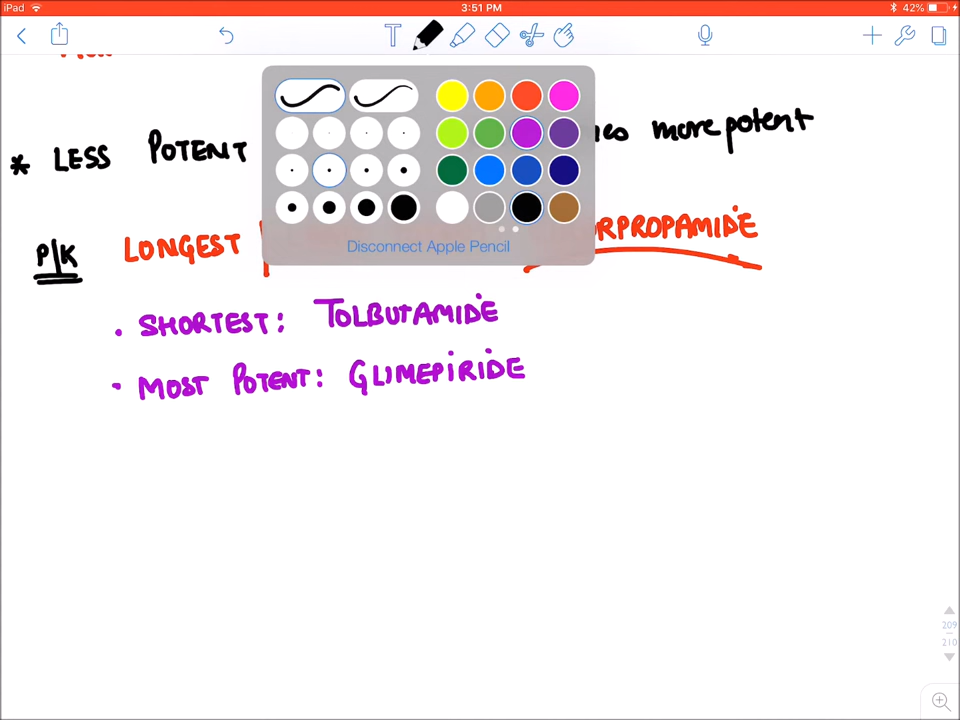 iPad 3:51 PM 42%
T
* LESS POTENT more potent
P/K LONGEST RPROPAMIDE
Disconnect Apple Pencil
• SHORTEST: TOLBUTAMIDE
- MOST POTENT: GLIMEPIRIDE
209
210